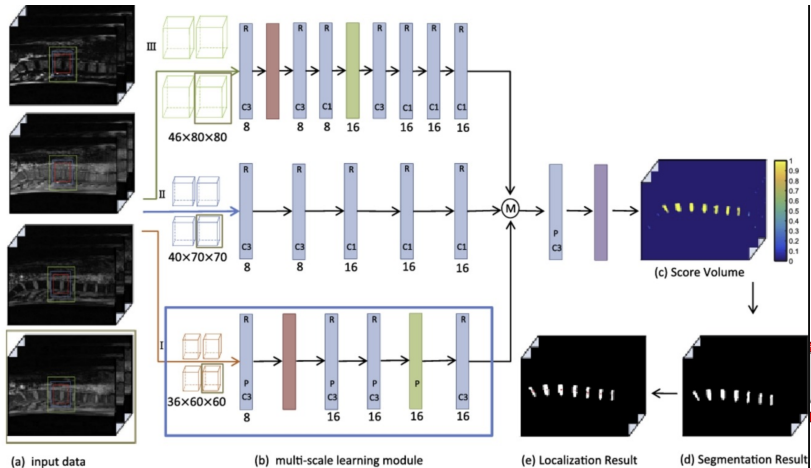 III
R R R R R R
C3 C3 C1 C3 C1 C1 C3
8 8 8 16 16 16 16
46×80×80
II
R R R R R
C3 C3 C1 C1 C3
8 8 16 16 16
40×70×70
M
P
C3
1
0.9
0.8
0.7
0.6
0.5
0.4
0.3
0.2
0.1
0
(c) Score Volume
I
R R R R
P P
C3 C3 C3 C3
8 16 16 16 16
36×60×60
(a) input data
(b) multi-scale learning module
(e) Localization Result
(d) Segmentation Result